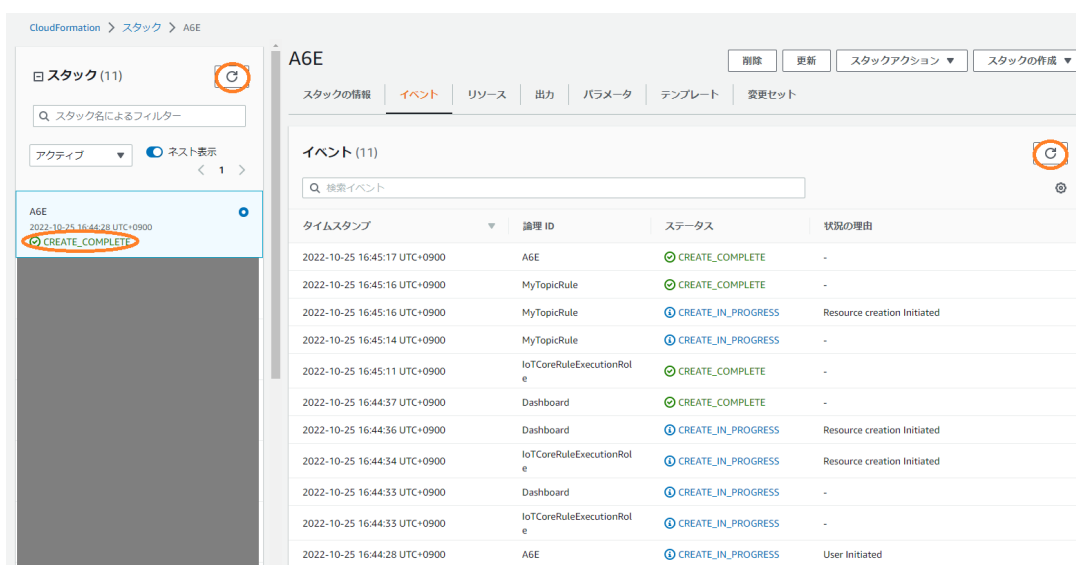 CloudFormation > スタック > A6E
スタック (11)
スタック名によるフィルター
アクティブ ▼ ネスト表示
< 1 >
A6E
2022-10-25 16:44:28 UTC+0900
CREATE_COMPLETE
A6E
削除 更新 スタックアクション ▼ スタックの作成 ▼
スタックの情報 イベント リソース 出力 パラメータ テンプレート 変更セット
イベント (11)
検索イベント
タイムスタンプ ▼ 論理 ID ステータス 状況の理由
2022-10-25 16:45:17 UTC+0900 A6E CREATE_COMPLETE -
2022-10-25 16:45:16 UTC+0900 MyTopicRule CREATE_COMPLETE -
2022-10-25 16:45:16 UTC+0900 MyTopicRule CREATE_IN_PROGRESS Resource creation Initiated
2022-10-25 16:45:14 UTC+0900 MyTopicRule CREATE_IN_PROGRESS -
2022-10-25 16:45:11 UTC+0900 IoTCoreRuleExecutionRol
e CREATE_COMPLETE -
2022-10-25 16:44:37 UTC+0900 Dashboard CREATE_COMPLETE -
2022-10-25 16:44:36 UTC+0900 Dashboard CREATE_IN_PROGRESS Resource creation Initiated
2022-10-25 16:44:34 UTC+0900 IoTCoreRuleExecutionRol
e CREATE_IN_PROGRESS Resource creation Initiated
2022-10-25 16:44:33 UTC+0900 Dashboard CREATE_IN_PROGRESS -
2022-10-25 16:44:33 UTC+0900 IoTCoreRuleExecutionRol
e CREATE_IN_PROGRESS -
2022-10-25 16:44:28 UTC+0900 A6E CREATE_IN_PROGRESS User Initiated